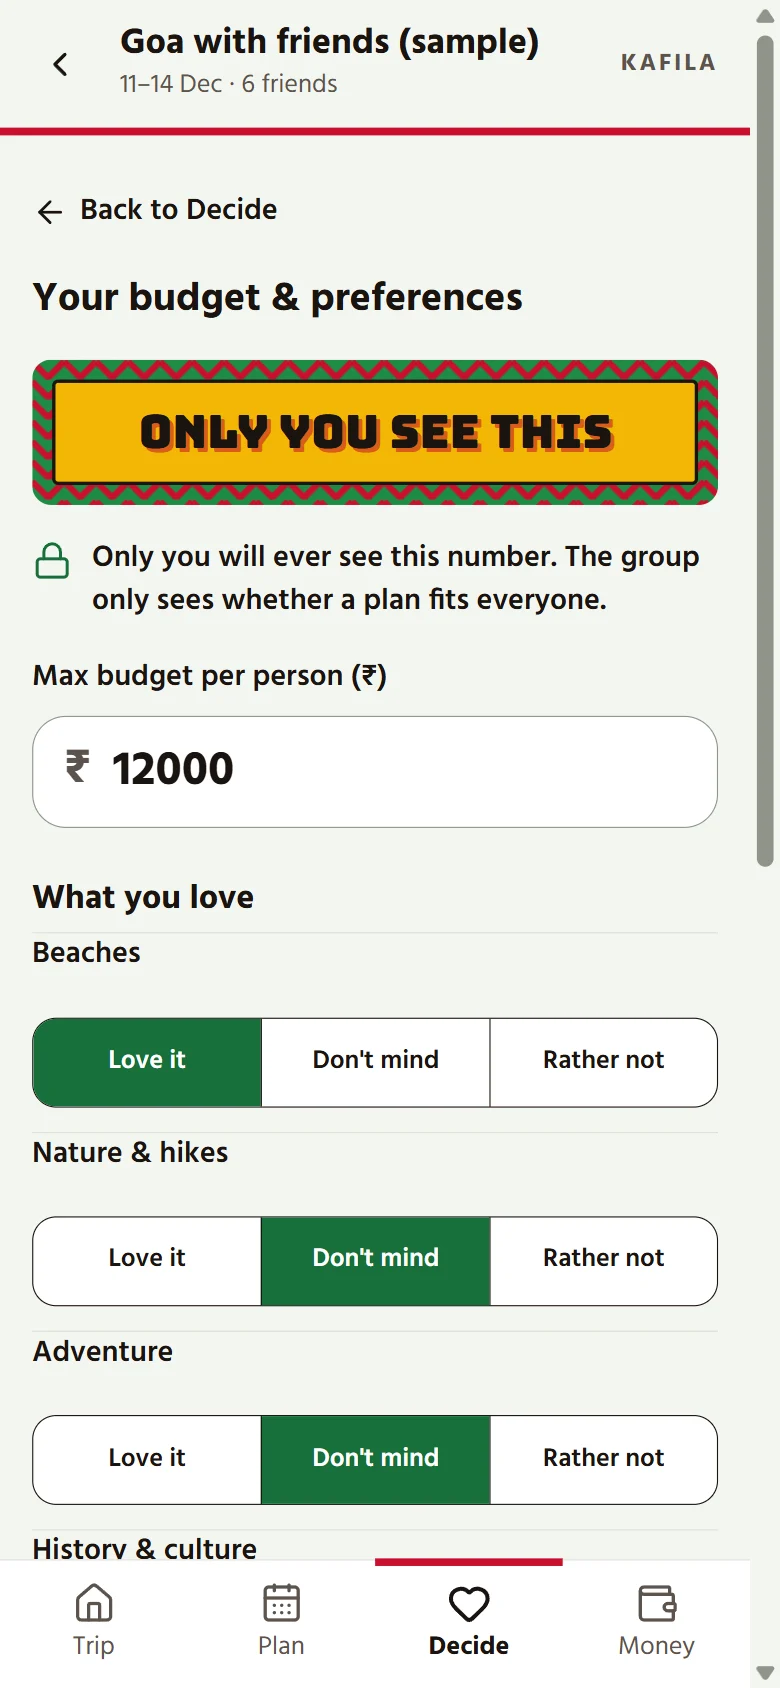 Goa with friends (sample)
11–14 Dec · 6 friends
KAFILA
Back to Decide
Your budget & preferences
ONLY YOU SEE THIS
Only you will ever see this number. The group
only sees whether a plan fits everyone.
Max budget per person (₹)
₹ 12000
What you love
Beaches
Love it Don't mind Rather not
Nature & hikes
Love it Don't mind Rather not
Adventure
Love it Don't mind Rather not
History & culture
Trip Plan Decide Money